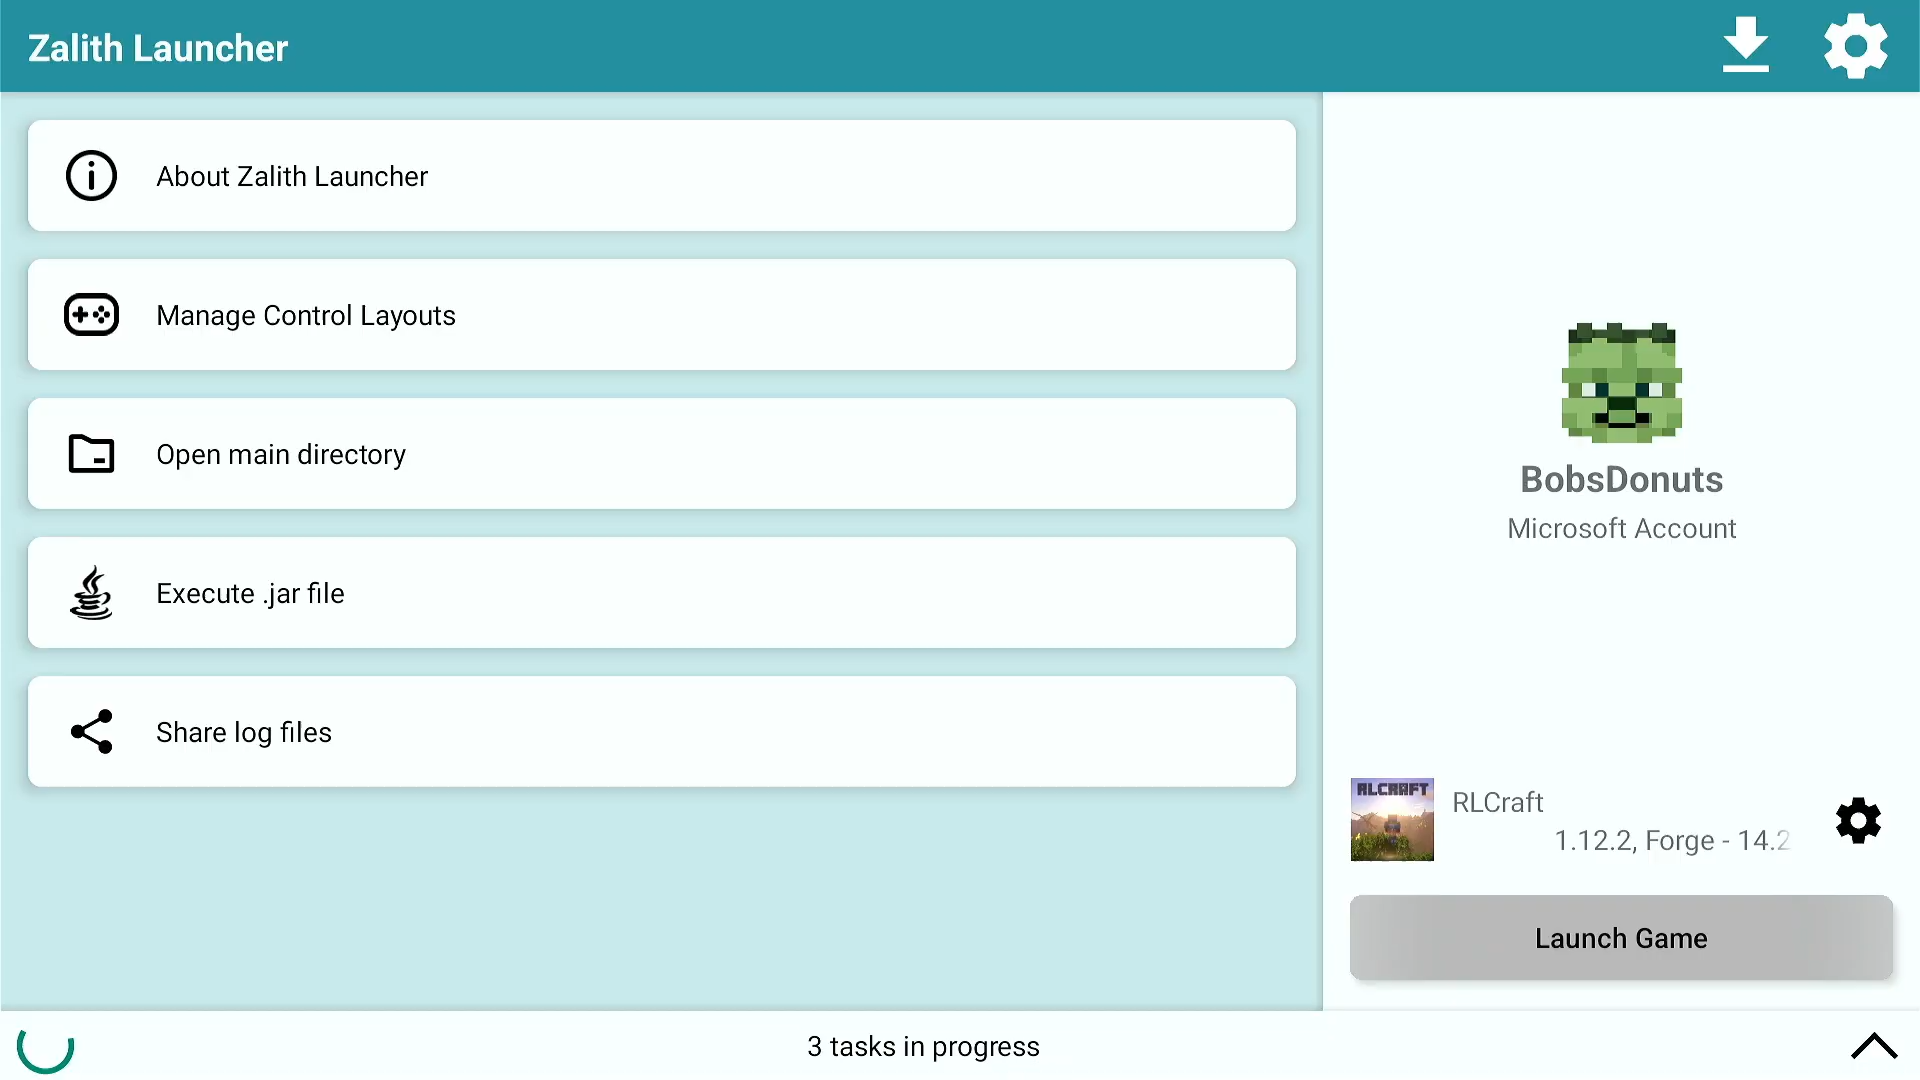 Zalith Launcher
About Zalith Launcher
Manage Control Layouts
Open main directory
Execute .jar file
Share log files
BobsDonuts
Microsoft Account
RLCRAFT
RLCraft
1.12.2, Forge - 14.2
Launch Game
3 tasks in progress